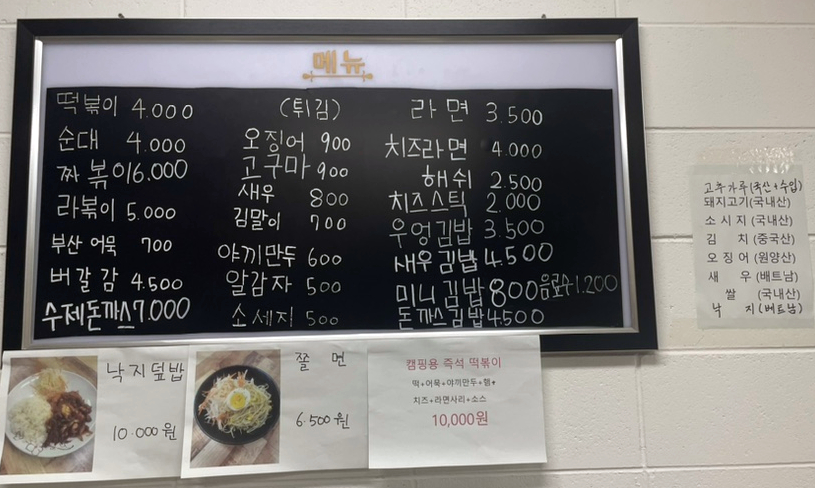 메뉴
떡볶이 4.000
순대 4.000
짜볶이 6.000
라볶이 5.000
부산 어묵 700
버갈감 4.500
수제돈까스 7.000
(튀김)
오징어 900
고구마 900
새우 800
김말이 700
야끼만두 600
알감자 500
소세지 500
라면 3.500
치즈라면 4.000
해쉬 2.500
치즈스틱 2.000
우엉김밥 3.500
새우김밥 4.500
미니김밥 800 음료수 1.200
돈까스김밥 4.500
낙지덮밥
10.000원
쫄면
6.500원
캠핑용 즉석 떡볶이
떡+어묵+야끼만두+햄+
치즈+라면사리+소스
10,000원
고추가루(국산+수입)
돼지고기(국내산)
소시지(국내산)
김치(중국산)
오징어(원양산)
새우(베트남)
쌀(국내산)
낙지(베트남)